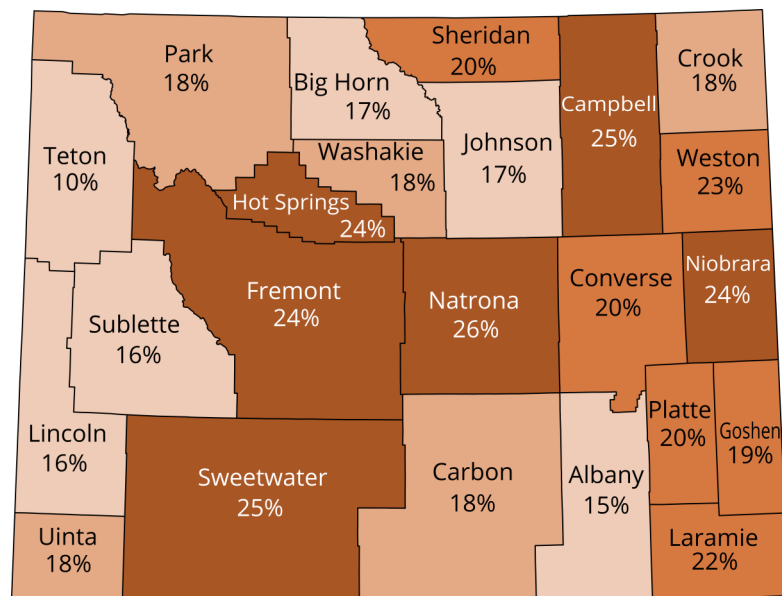 Park
18%
Big Horn
17%
Sheridan
20%
Campbell
25%
Crook
18%
Teton
10%
Washakie
18%
Johnson
17%
Weston
23%
Hot Springs
24%
Fremont
24%
Natrona
26%
Converse
20%
Niobrara
24%
Sublette
16%
Lincoln
16%
Sweetwater
25%
Carbon
18%
Albany
15%
Platte
20%
Goshen
19%
Uinta
18%
Laramie
22%